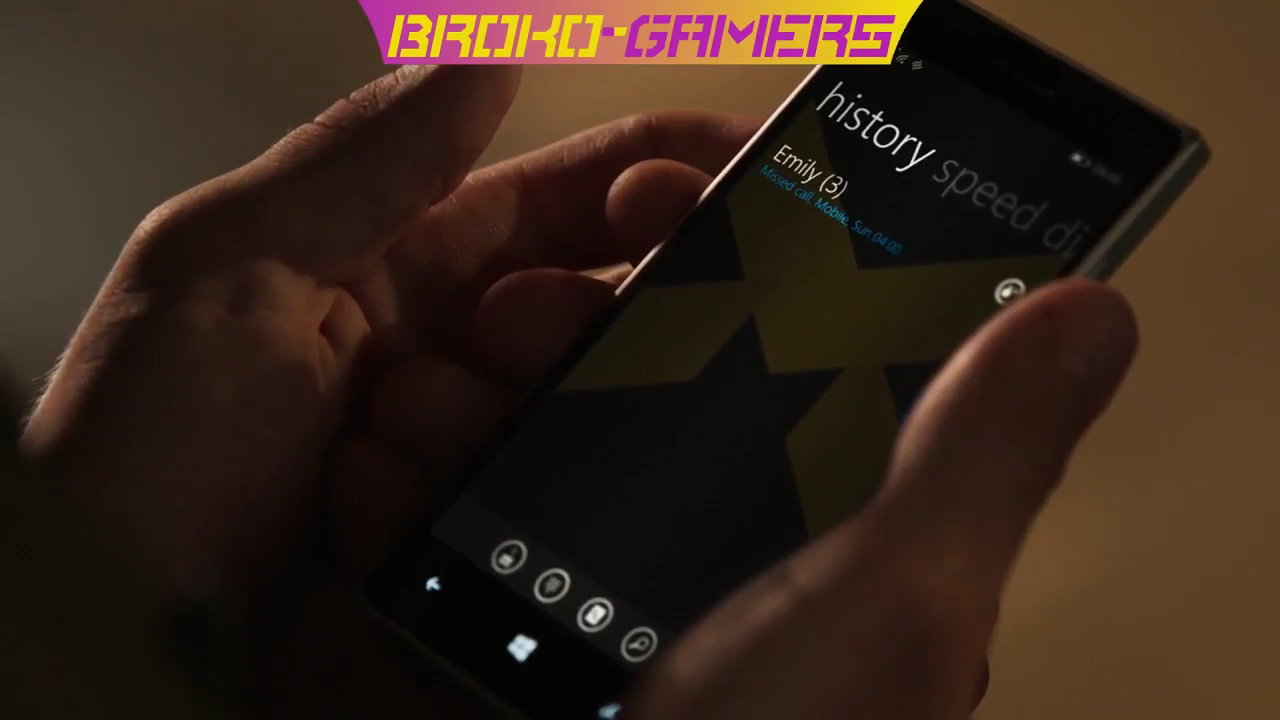 BROKO-GAMERS
history speed di
Emily (3)
Missed call, Mobile, Sun 04:00